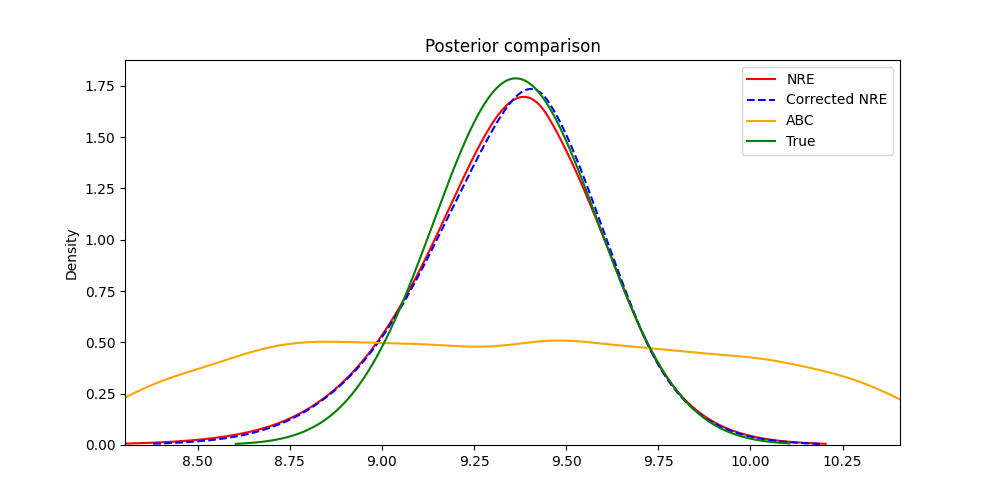 Posterior comparison
NRE
Corrected NRE
ABC
True
Density
1.75
1.50
1.25
1.00
0.75
0.50
0.25
0.00
8.50 8.75 9.00 9.25 9.50 9.75 10.00 10.25